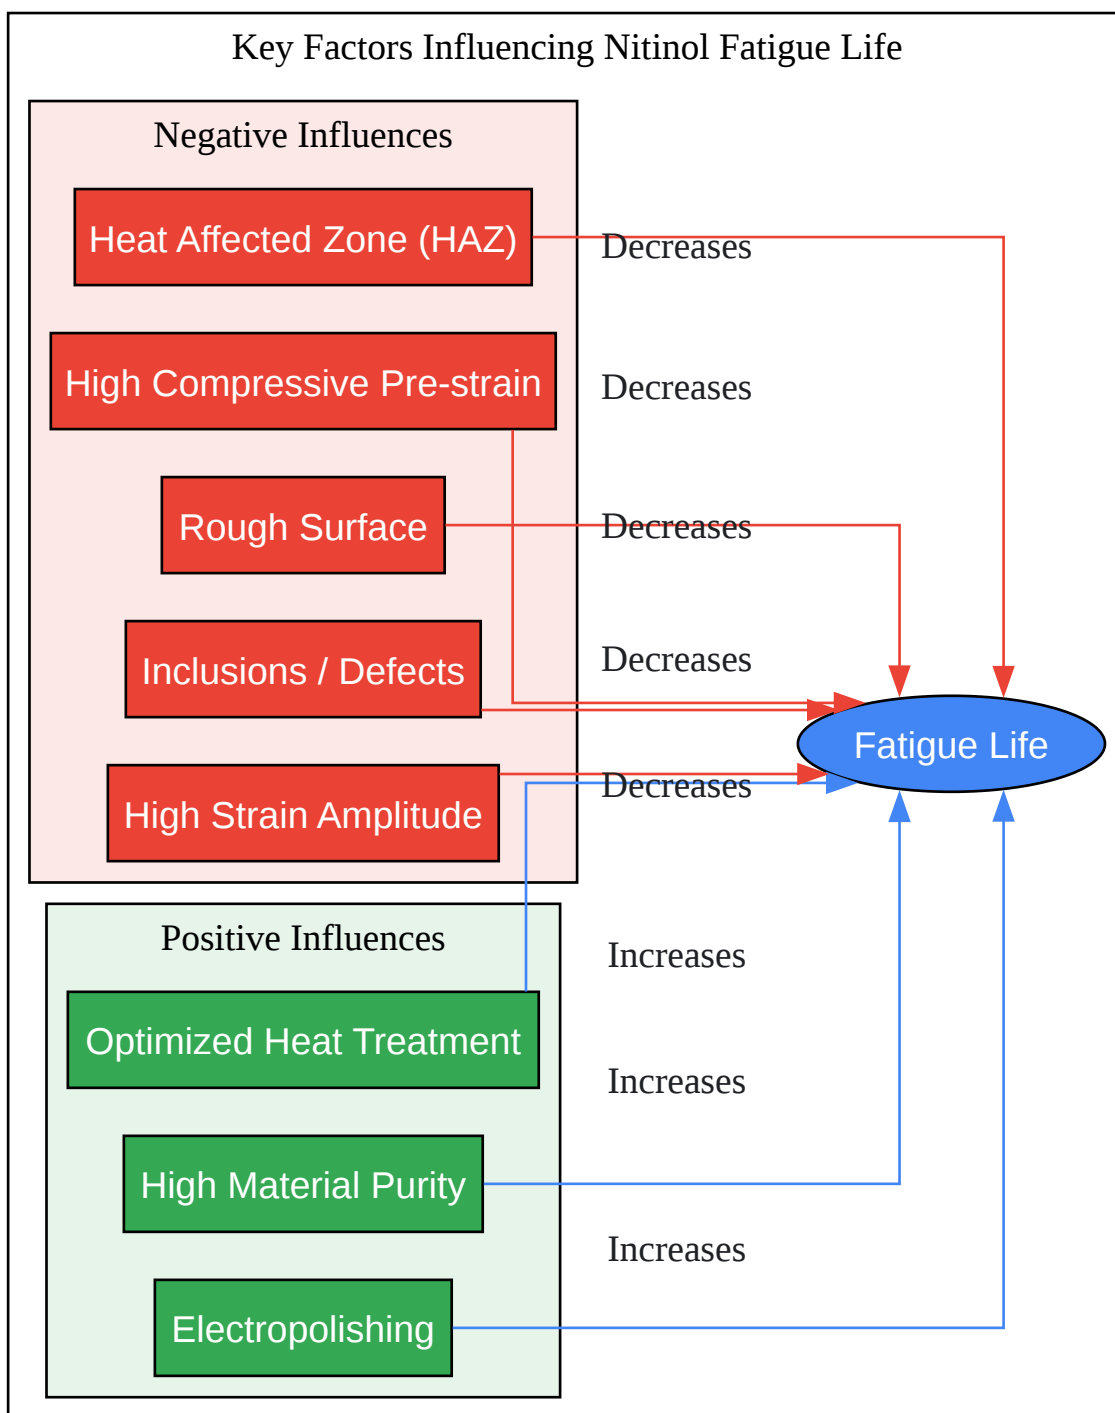 Key Factors Influencing Nitinol Fatigue Life
Negative Influences
Heat Affected Zone (HAZ)
Decreases
High Compressive Pre-strain
Decreases
Rough Surface
Decreases
Inclusions / Defects
Decreases
Fatigue Life
High Strain Amplitude
Decreases
Positive Influences
Increases
Optimized Heat Treatment
Increases
High Material Purity
Increases
Electropolishing